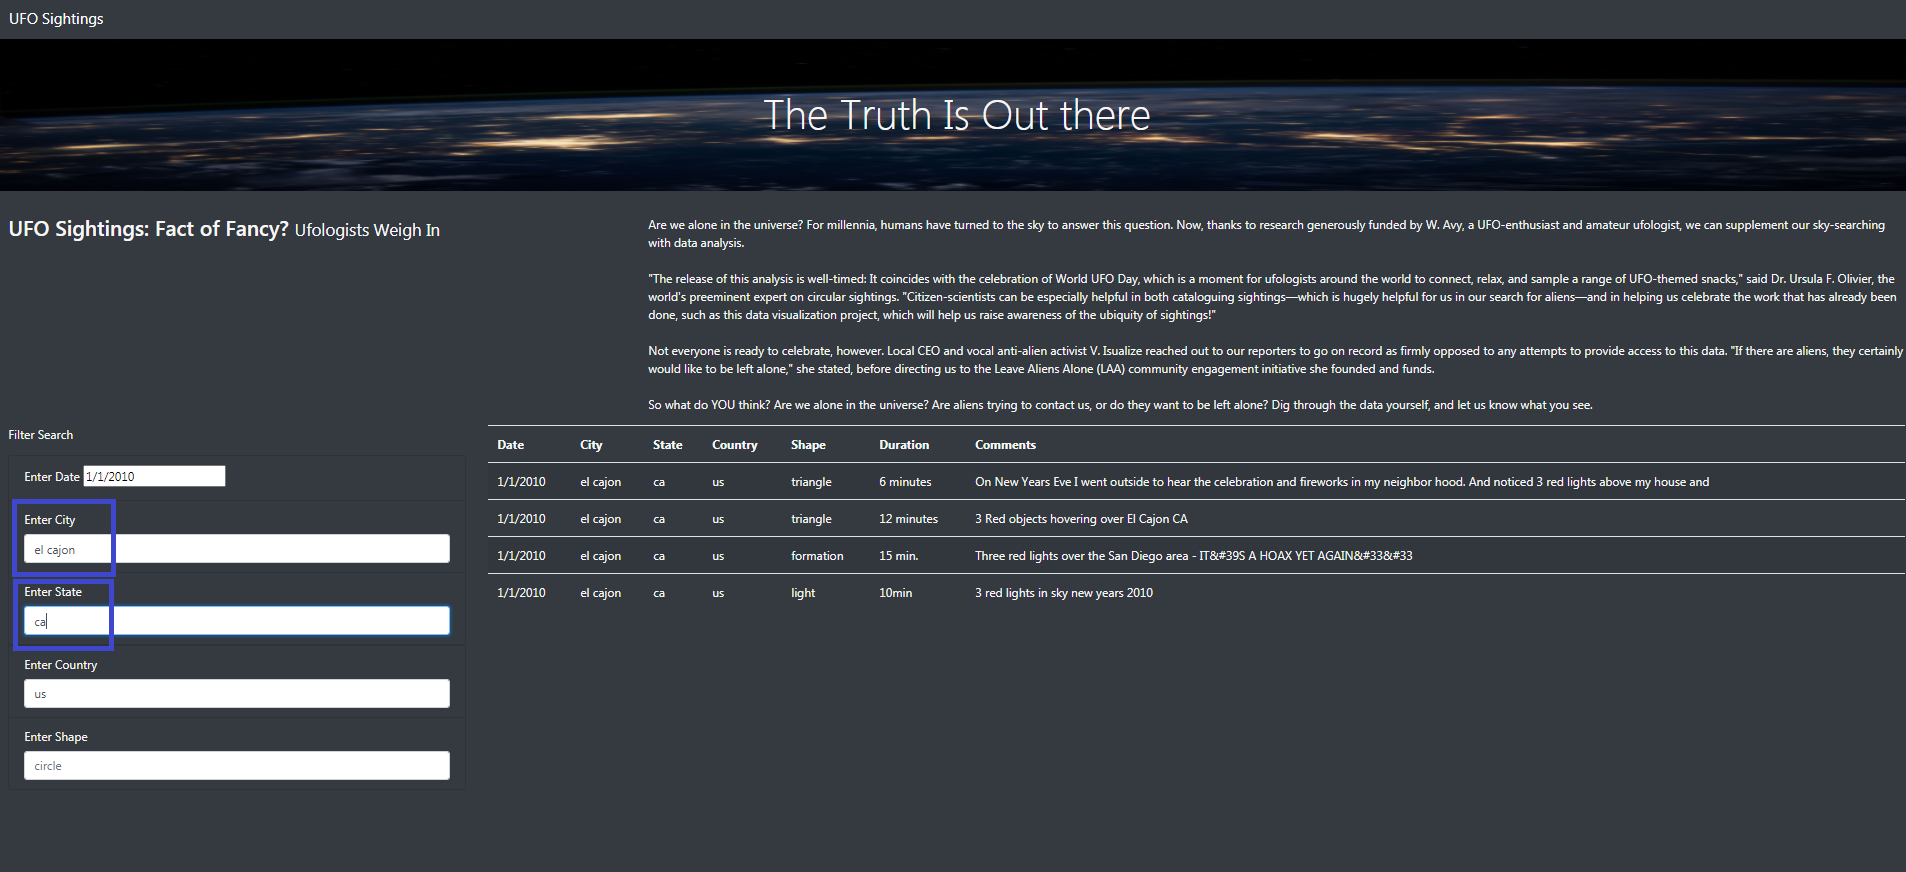 UFO Sightings
The Truth Is Out there
UFO Sightings: Fact of Fancy? Ufologists Weigh In
Are we alone in the universe? For millennia, humans have turned to the sky to answer this question. Now, thanks to research generously funded by W. Avy, a UFO-enthusiast and amateur ufologist, we can supplement our sky-searching
with data analysis.
"The release of this analysis is well-timed: It coincides with the celebration of World UFO Day, which is a moment for ufologists around the world to connect, relax, and sample a range of UFO-themed snacks," said Dr. Ursula F. Olivier, the
world's preeminent expert on circular sightings. "Citizen-scientists can be especially helpful in both cataloguing sightings—which is hugely helpful for us in our search for aliens—and in helping us celebrate the work that has already been
done, such as this data visualization project, which will help us raise awareness of the ubiquity of sightings!"
Not everyone is ready to celebrate, however. Local CEO and vocal anti-alien activist V. Isualize reached out to our reporters to go on record as firmly opposed to any attempts to provide access to this data. "If there are aliens, they certainly
would like to be left alone," she stated, before directing us to the Leave Aliens Alone (LAA) community engagement initiative she founded and funds.
So what do YOU think? Are we alone in the universe? Are aliens trying to contact us, or do they want to be left alone? Dig through the data yourself, and let us know what you see.
Filter Search
Enter Date 1/1/2010
Enter City
el cajon
Enter State
ca
Enter Country
us
Enter Shape
circle
Date City State Country Shape Duration Comments
1/1/2010 el cajon ca us triangle 6 minutes On New Years Eve I went outside to hear the celebration and fireworks in my neighbor hood. And noticed 3 red lights above my house and
1/1/2010 el cajon ca us triangle 12 minutes 3 Red objects hovering over El Cajon CA
1/1/2010 el cajon ca us formation 15 min. Three red lights over the San Diego area - IT&#39S A HOAX YET AGAIN&#33&#33
1/1/2010 el cajon ca us light 10min 3 red lights in sky new years 2010